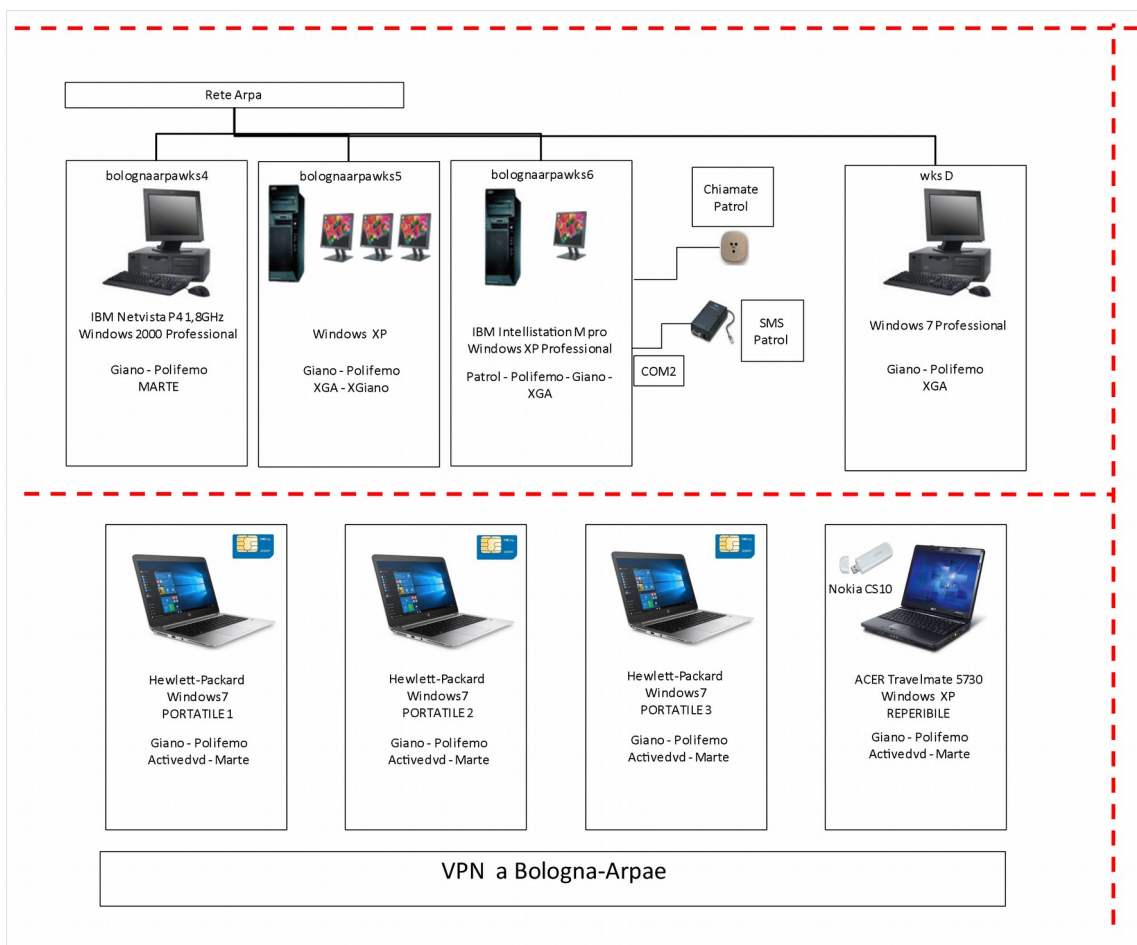 Rete Arpa
bolognaarpawks4
bolognaarpawks5
bolognaarpawks6
wks D
Chiamate
Patrol
IBM Netvista P4 1,8GHz
Windows 2000 Professional
Giano - Polifemo
MARTE
Windows XP
Giano - Polifemo
XGA - XGiano
IBM Intellistation M pro
Windows XP Professional
Patrol - Polifemo - Giano -
XGA
COM2
SMS
Patrol
Windows 7 Professional
Giano - Polifemo
XGA
Hewlett-Packard
Windows7
PORTATILE 1
Giano - Polifemo
Activedvd - Marte
Hewlett-Packard
Windows7
PORTATILE 2
Giano - Polifemo
Activedvd - Marte
Hewlett-Packard
Windows7
PORTATILE 3
Giano - Polifemo
Activedvd - Marte
Nokia CS10
ACER Travelmate 5730
Windows XP
REPERIBILE
Giano - Polifemo
Activedvd - Marte
VPN a Bologna-Arpae